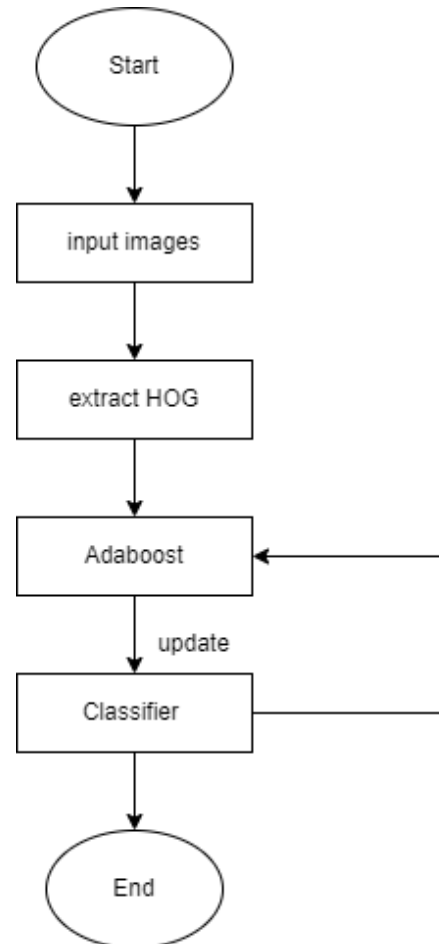 Start
input images
extract HOG
Adaboost
update
Classifier
End